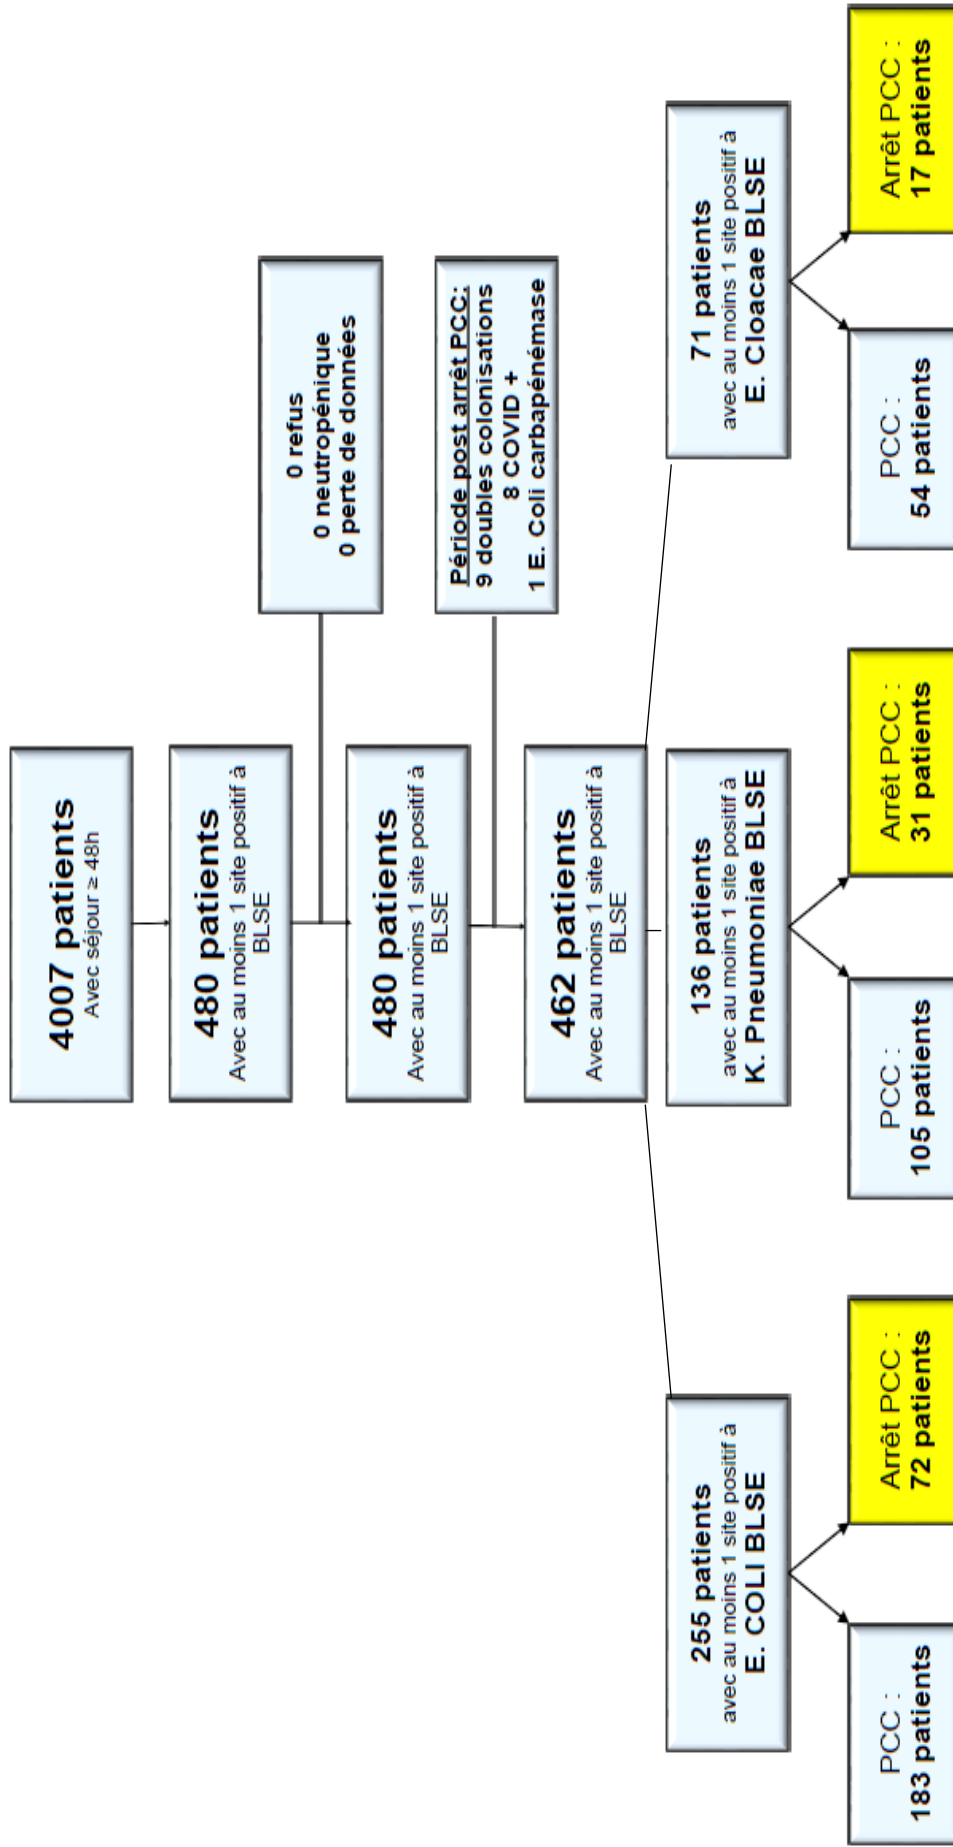 4007 patients
Avec séjour ≥ 48h
480 patients
Avec au moins 1 site positif à
BLSE
0 refus
0 neutropénique
0 perte de données
480 patients
Avec au moins 1 site positif à
BLSE
Période post arrêt PCC:
9 doubles colonisations
8 COVID +
1 E. Coli carbapénémase
462 patients
Avec au moins 1 site positif à
BLSE
255 patients
avec au moins 1 site positif à
E. COLI BLSE
136 patients
avec au moins 1 site positif à
K. Pneumoniae BLSE
71 patients
avec au moins 1 site positif à
E. Cloacae BLSE
PCC :
183 patients
Arrêt PCC :
72 patients
PCC :
105 patients
Arrêt PCC :
31 patients
PCC :
54 patients
Arrêt PCC :
17 patients